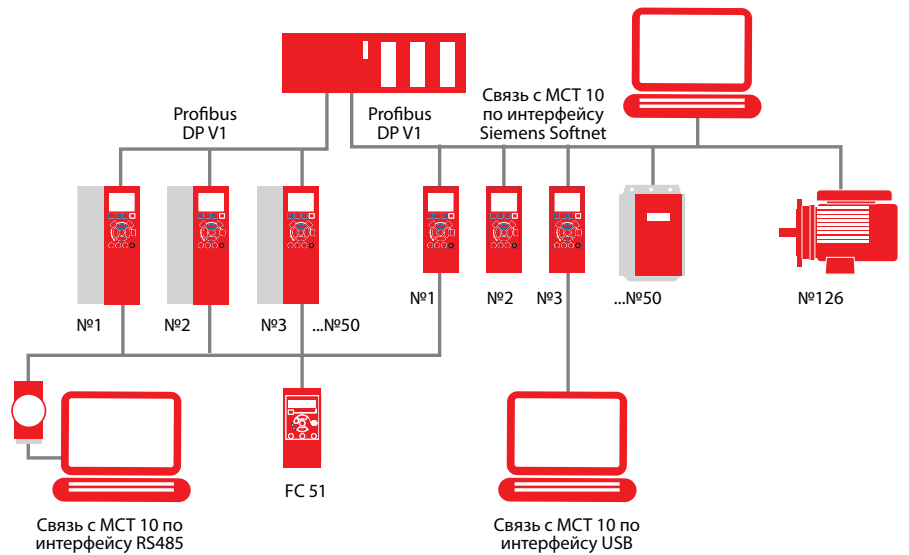 Profibus
DP V1
Profibus
DP V1
Связь с МСТ 10
по интерфейсу
Siemens Softnet
№1
№2
№3
...№50
№1
№2
№3
...№50
№126
FC 51
Связь с МСТ 10 по
интерфейсу RS485
Связь с МСТ 10 по
интерфейсу USB